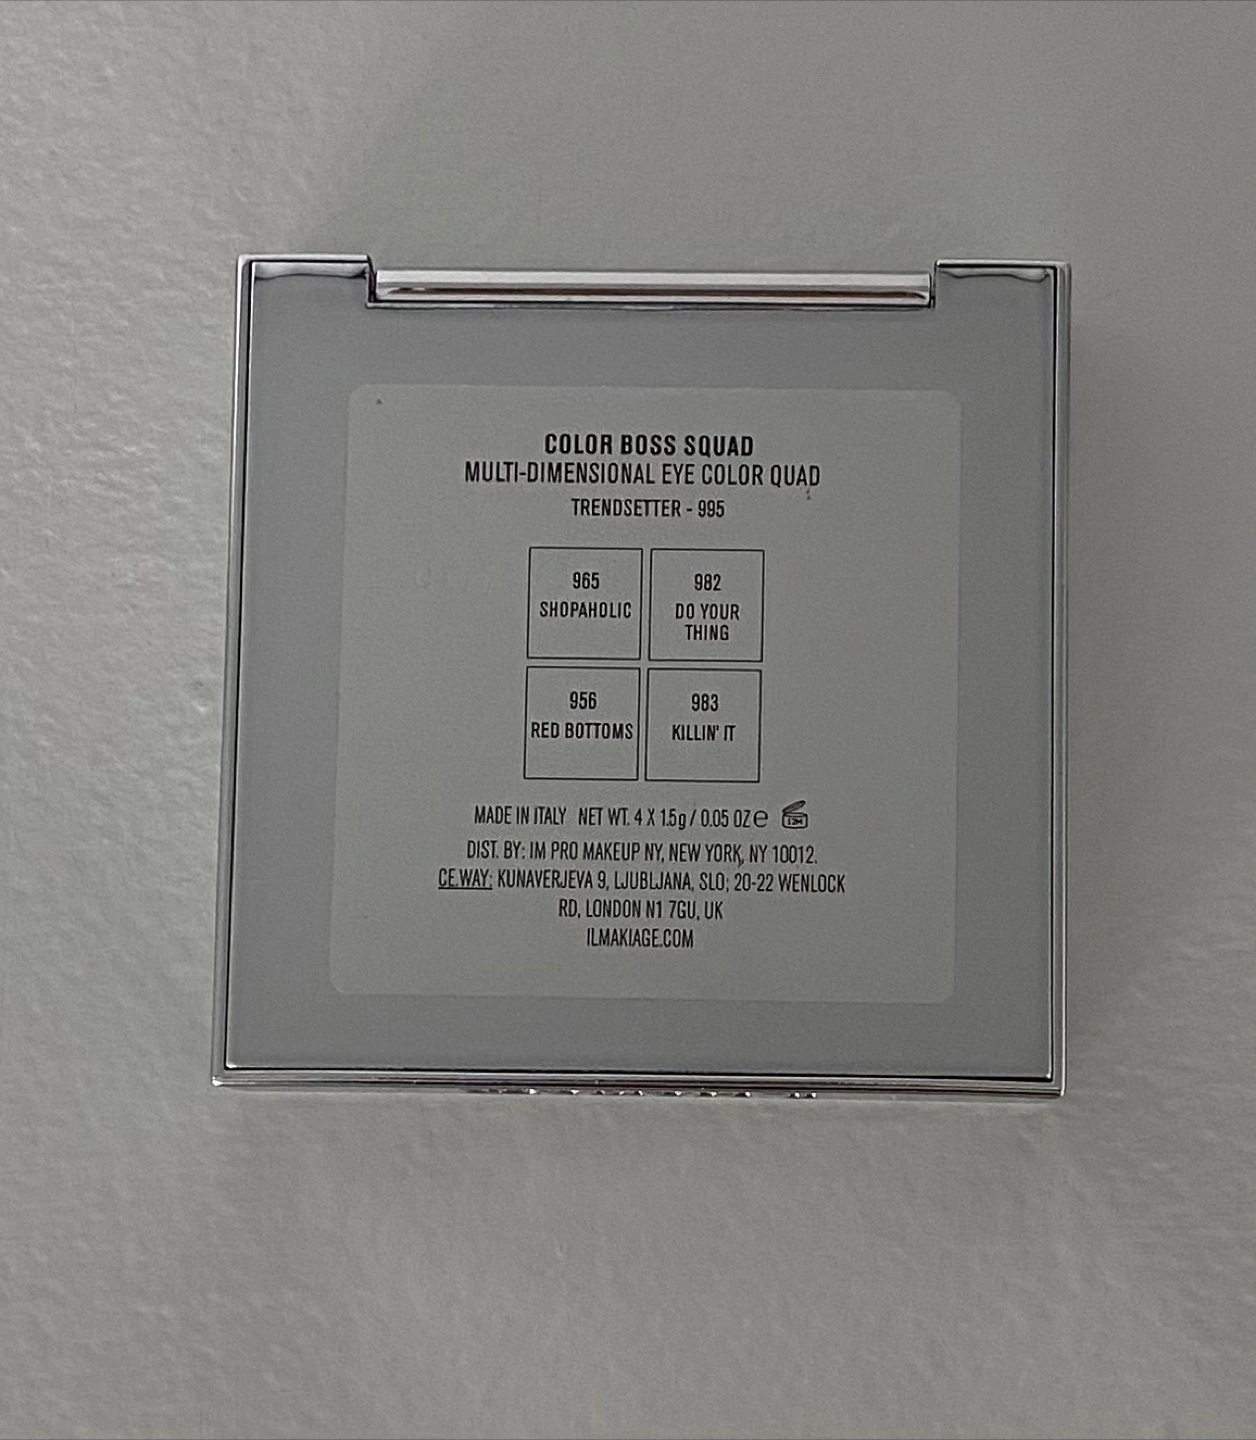 COLOR BOSS SQUAD
MULTI-DIMENSIONAL EYE COLOR QUAD
TRENDSETTER - 995
965
SHOPAHOLIC
982
DO YOUR
THING
956
RED BOTTOMS
983
KILLIN' IT
MADE IN ITALY NET WT. 4 X 1.5g / 0.05 OZ e 12M
DIST. BY: IM PRO MAKEUP NY, NEW YORK, NY 10012.
CE.WAY: KUNAVERJEVA 9, LJUBLJANA, SLO; 20-22 WENLOCK
RD, LONDON N1 7GU, UK
ILMAKIAGE.COM